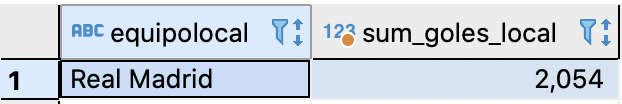 ABC equipolocal 123 sum_goles_local
1 Real Madrid 2,054